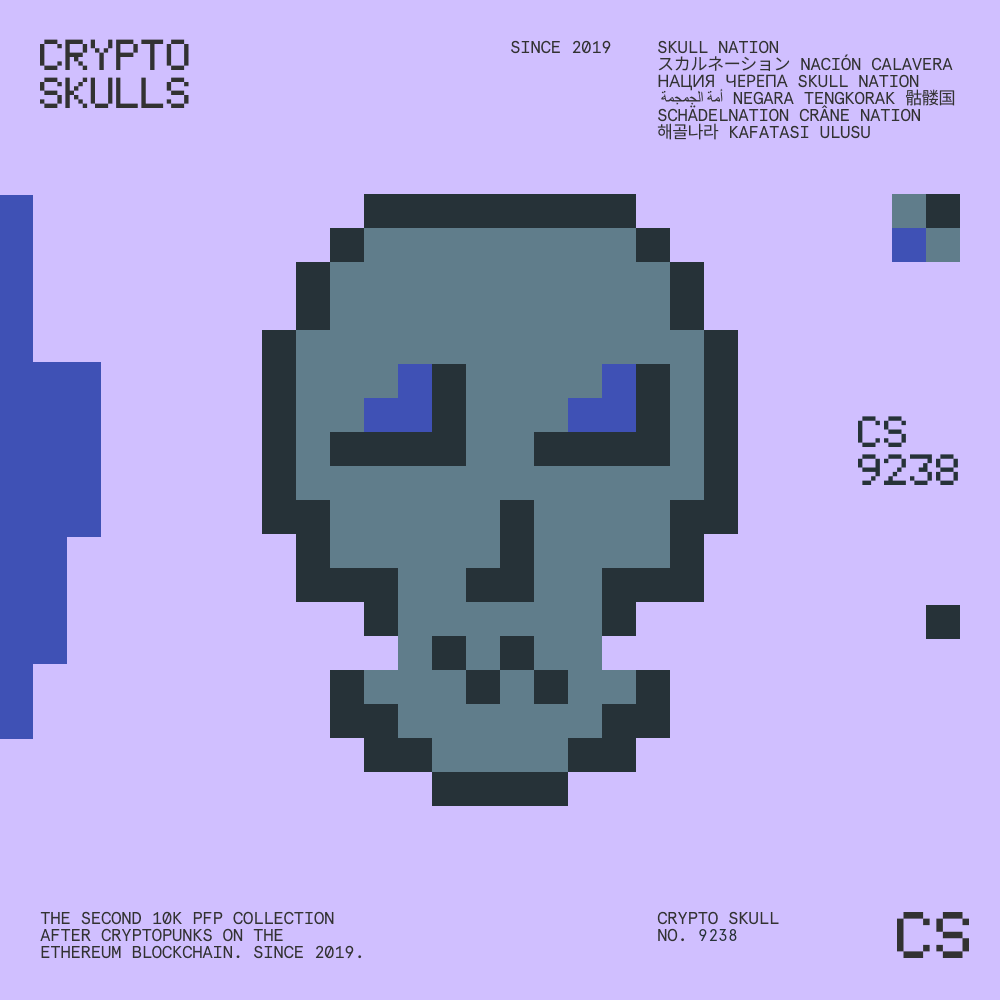 CRYPTO
SKULLS
SINCE 2019
SKULL NATION
スカルネーション NACIÓN CALAVERA
НАЦИЯ ЧЕРЕПА SKULL NATION
أمة الجمجمة NEGARA TENGKORAK 骷髅国
SCHÄDELNATION CRÂNE NATION
해골나라 KAFATASI ULUSU
CS
9238
THE SECOND 10K PFP COLLECTION
AFTER CRYPTOPUNKS ON THE
ETHEREUM BLOCKCHAIN. SINCE 2019.
CRYPTO SKULL
NO. 9238
CS